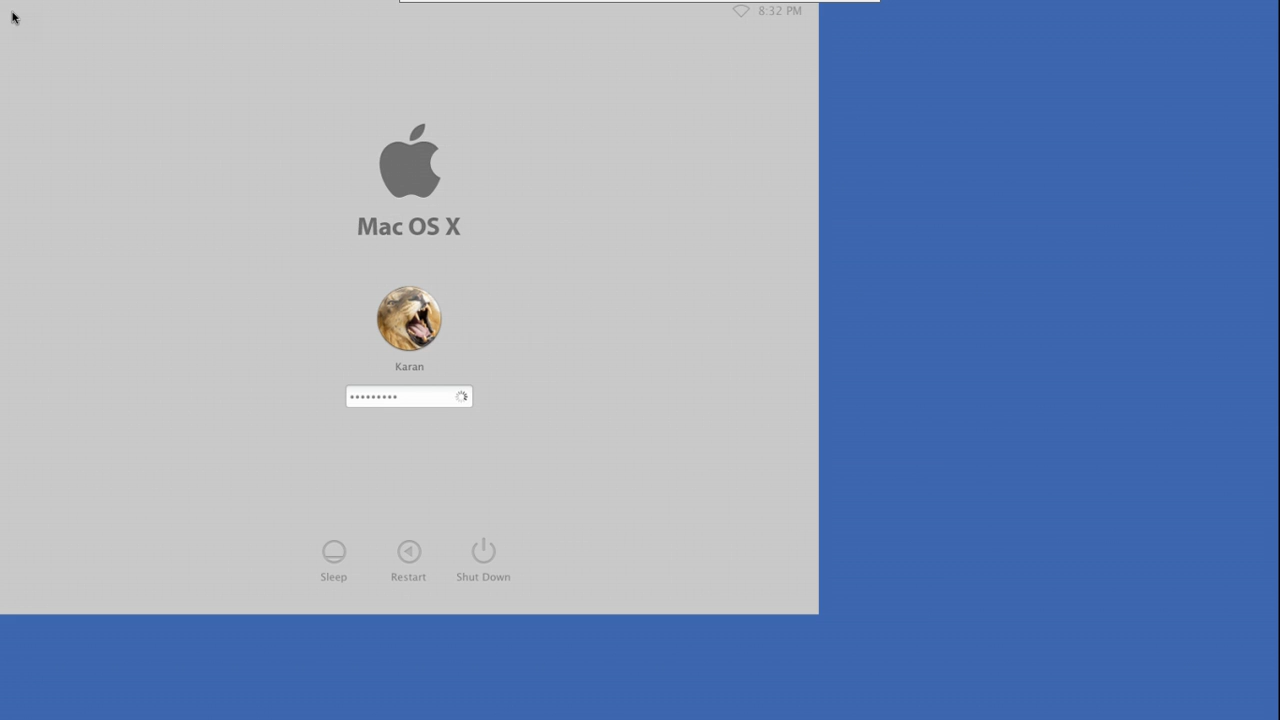 8:32 PM
Mac OS X
Karan
Sleep
Restart
Shut Down